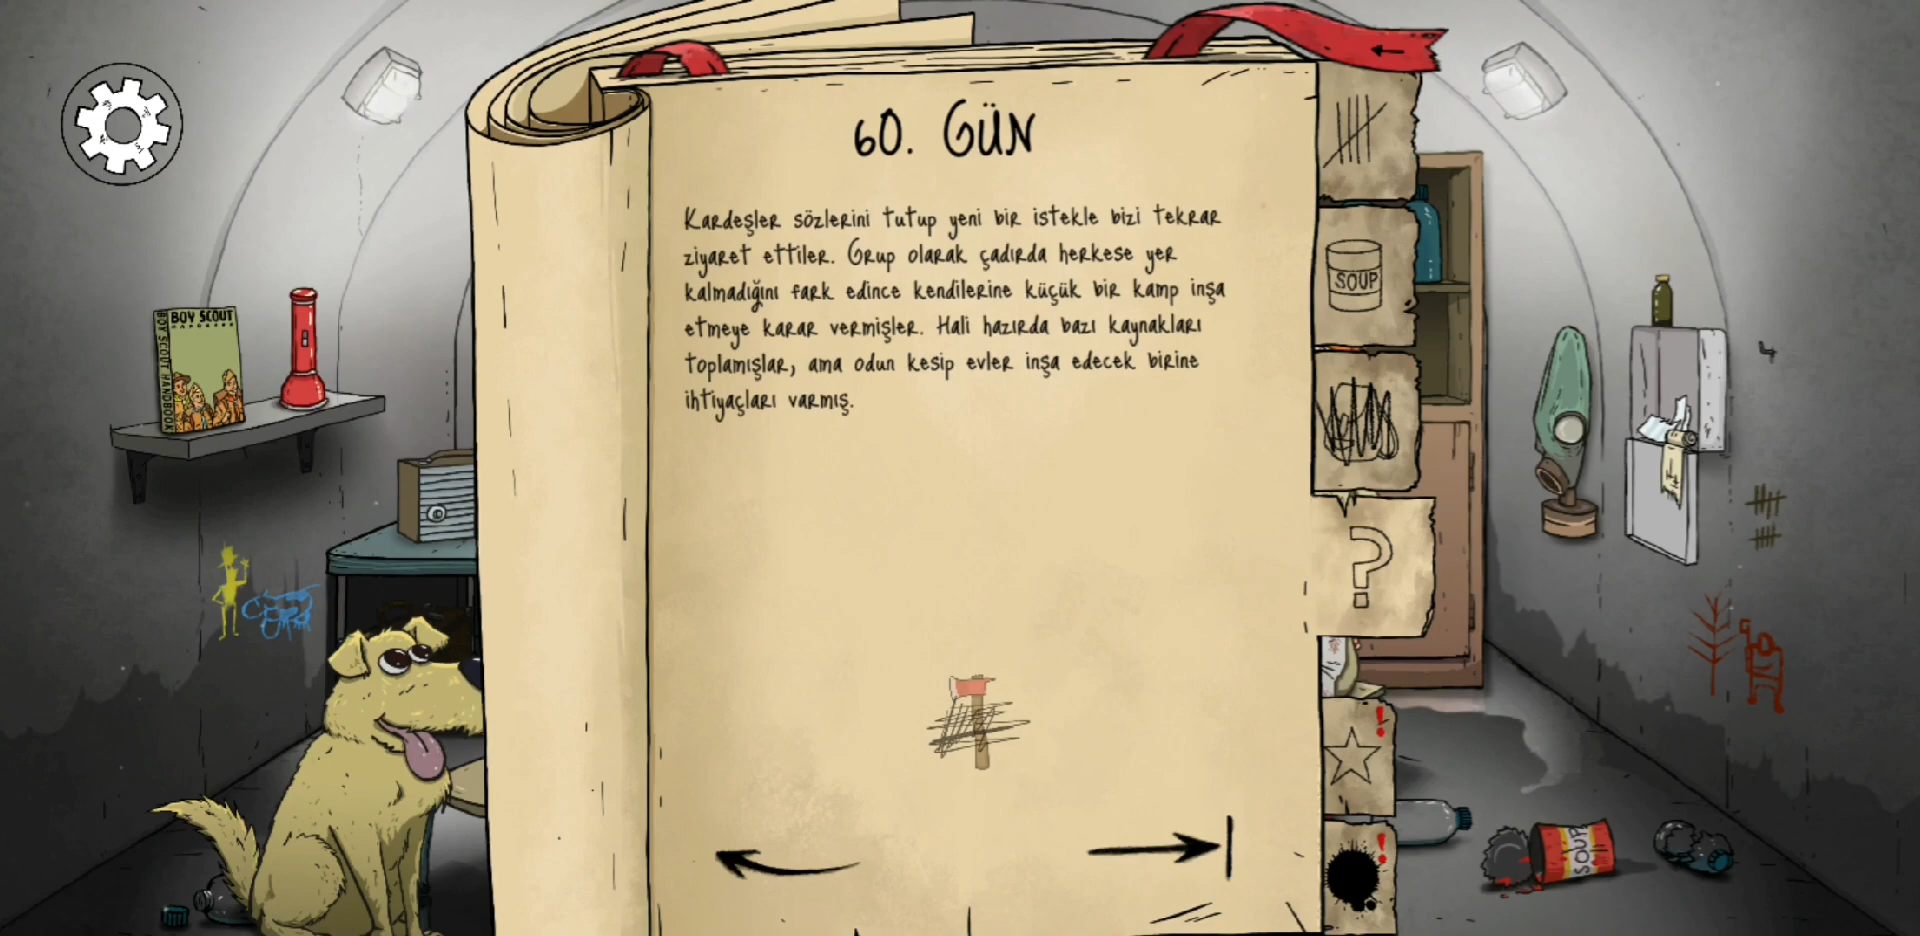 60. GÜN
Kardeşler sözlerini tutup yeni bir istekle bizi tekrar
ziyaret ettiler. Grup olarak çadırda herkese yer
kalmadığını fark edince kendilerine küçük bir kamp inşa
etmeye karar vermişler. Hali hazırda bazı kaynakları
toplamışlar, ama odun kesip evler inşa edecek birine
ihtiyaçları varmış.
SOUP
?
!
!
BOY SCOUT
HANDBOOK
BOY SCOUT HANDBOOK
SOUP